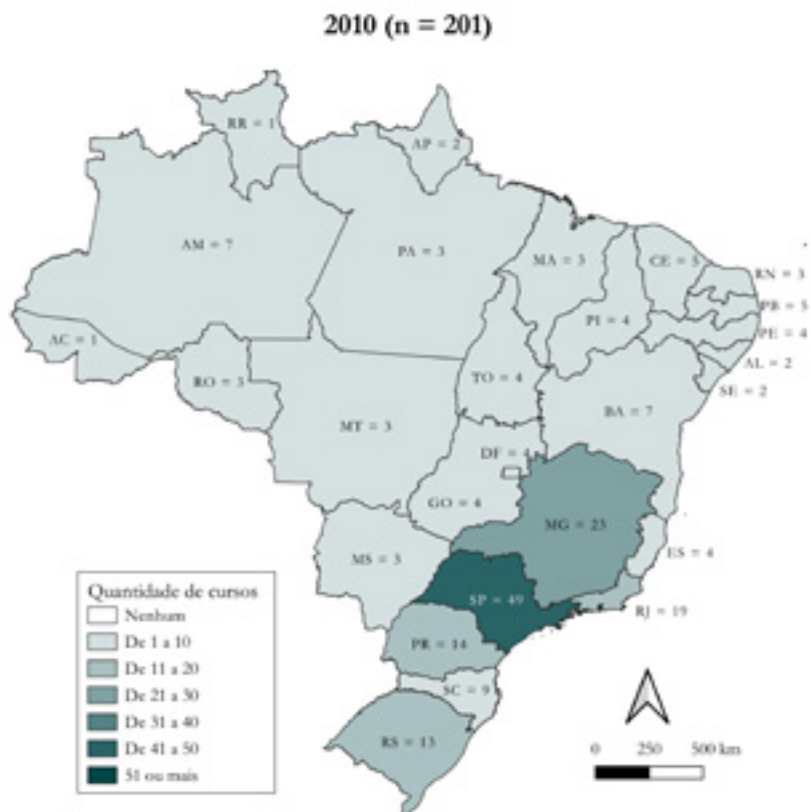 2010 (n = 201)
RR = 1
AP = 2
AM = 7
PA = 3
MA = 3
CE = 5
RN = 3
PB = 5
PI = 4
PE = 4
AC = 1
AL = 2
RO = 3
TO = 4
SE = 2
MT = 3
BA = 7
DF = 4
GO = 4
MG = 23
MS = 3
ES = 4
SP = 49
RJ = 19
PR = 14
SC = 9
RS = 13
Quantidade de cursos
Nenhum
De 1 a 10
De 11 a 20
De 21 a 30
De 31 a 40
De 41 a 50
51 ou mais
0 250 500 km